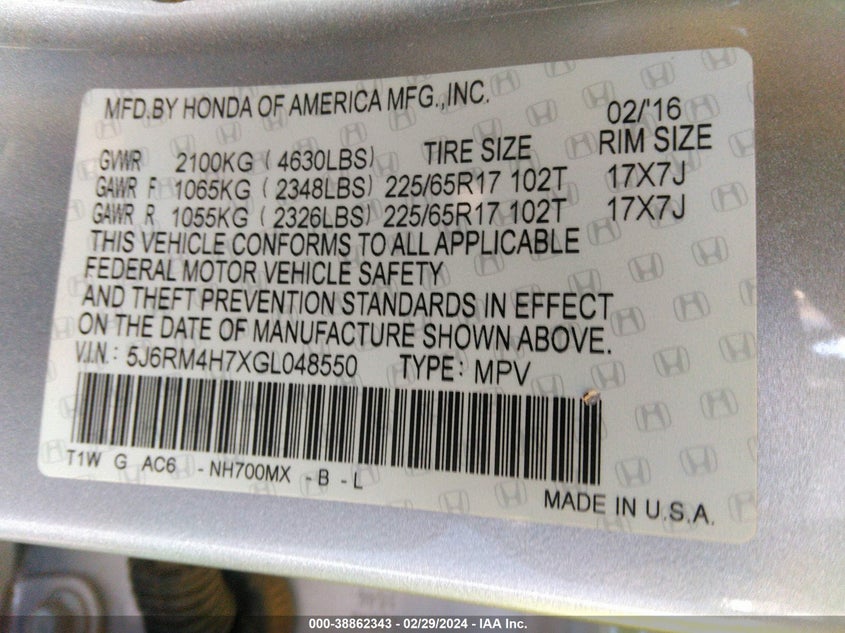 MFD.BY HONDA OF AMERICA MFG.,INC. 02/'16
GVWR 2100KG ( 4630LBS) TIRE SIZE RIM SIZE
GAWR F 1065KG ( 2348LBS) 225/65R17 102T 17X7J
GAWR R 1055KG ( 2326LBS) 225/65R17 102T 17X7J
THIS VEHICLE CONFORMS TO ALL APPLICABLE
FEDERAL MOTOR VEHICLE SAFETY
AND THEFT PREVENTION STANDARDS IN EFFECT
ON THE DATE OF MANUFACTURE SHOWN ABOVE.
V.I.N.: 5J6RM4H7XGL048550 TYPE: MPV
T1W G AC6 - NH700MX - B - L
MADE IN U.S.A.
000-38862343 - 02/29/2024 - IAA Inc.